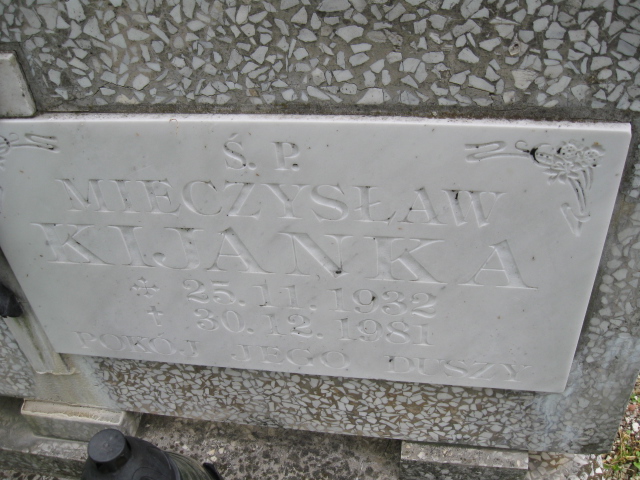 Ś. P.
MIECZYSŁAW
KIJANKA
* 25.11.1932
† 30.12.1981
POKÓJ JEGO DUSZY